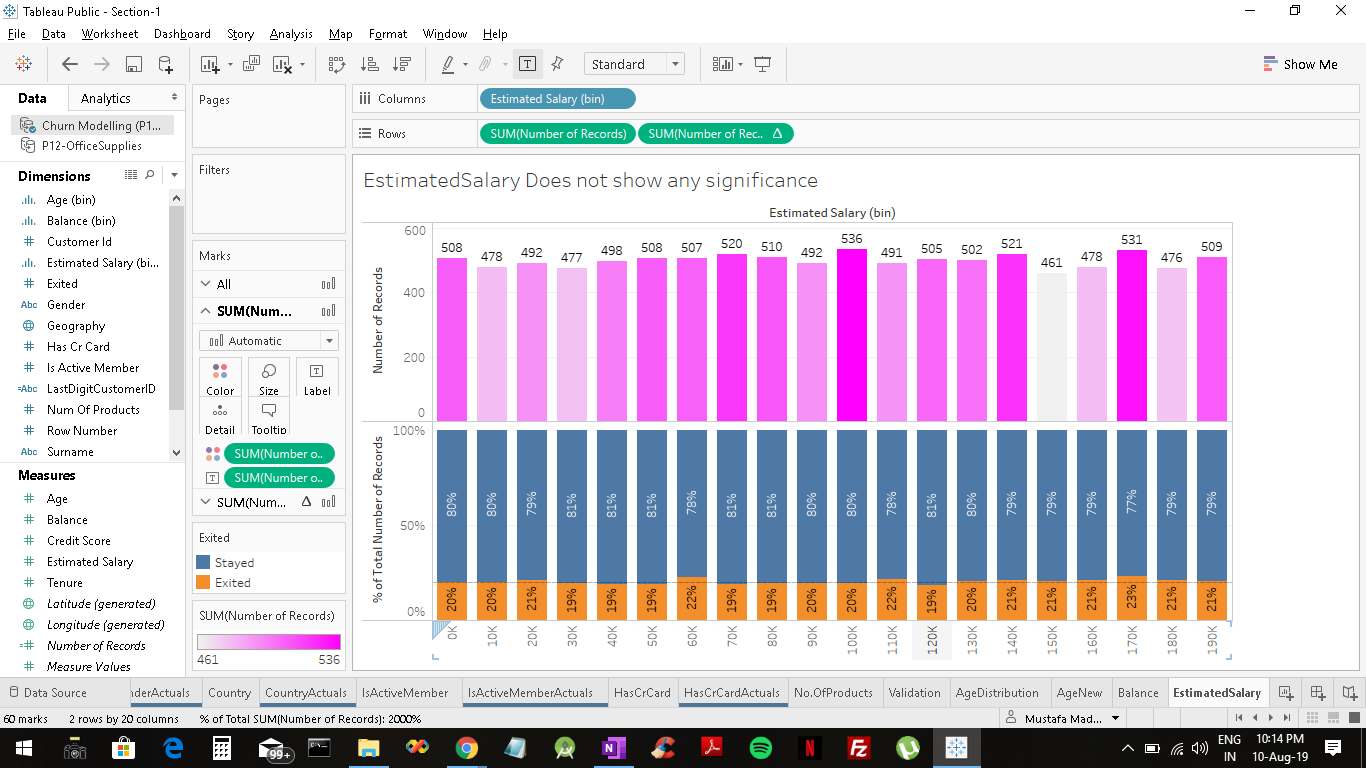 Tableau Public - Section-1
File Data Worksheet Dashboard Story Analysis Map Format Window Help
Standard
Show Me
Data Analytics
Churn Modelling (P1...
P12-OfficeSupplies
Dimensions
Age (bin)
Balance (bin)
Customer Id
Estimated Salary (bi...
Exited
Abc Gender
Geography
Has Cr Card
Is Active Member
=Abc LastDigitCustomerID
Num Of Products
Row Number
Abc Surname
Measures
Age
Balance
Credit Score
Estimated Salary
Tenure
Latitude (generated)
Longitude (generated)
Number of Records
Measure Values
Pages
Filters
Marks
All
SUM(Num...
Automatic
Color Size Label
Detail Tooltip
SUM(Number o..
SUM(Number o..
SUM(Num... Δ
Exited
Stayed
Exited
SUM(Number of Records)
461 536
Columns Estimated Salary (bin)
Rows SUM(Number of Records) SUM(Number of Rec.. Δ
EstimatedSalary Does not show any significance
Estimated Salary (bin)
Number of Records
600
400
200
0
508 478 492 477 498 508 507 520 510 492 536 491 505 502 521 461 478 531 476 509
% of Total Number of Records
100%
50%
0%
80% 80% 79% 81% 81% 81% 78% 81% 81% 80% 80% 78% 81% 80% 79% 79% 79% 77% 79% 79%
20% 20% 21% 19% 19% 19% 22% 19% 19% 20% 20% 22% 19% 20% 21% 21% 21% 23% 21% 21%
0K 10K 20K 30K 40K 50K 60K 70K 80K 90K 100K 110K 120K 130K 140K 150K 160K 170K 180K 190K
Data Source nderActuals Country CountryActuals IsActiveMember IsActiveMemberActuals HasCrCard HasCrCardActuals No.OfProducts Validation AgeDistribution AgeNew Balance EstimatedSalary
60 marks 2 rows by 20 columns % of Total SUM(Number of Records): 2000% Mustafa Mad...
99+
ENG
IN
10:14 PM
10-Aug-19